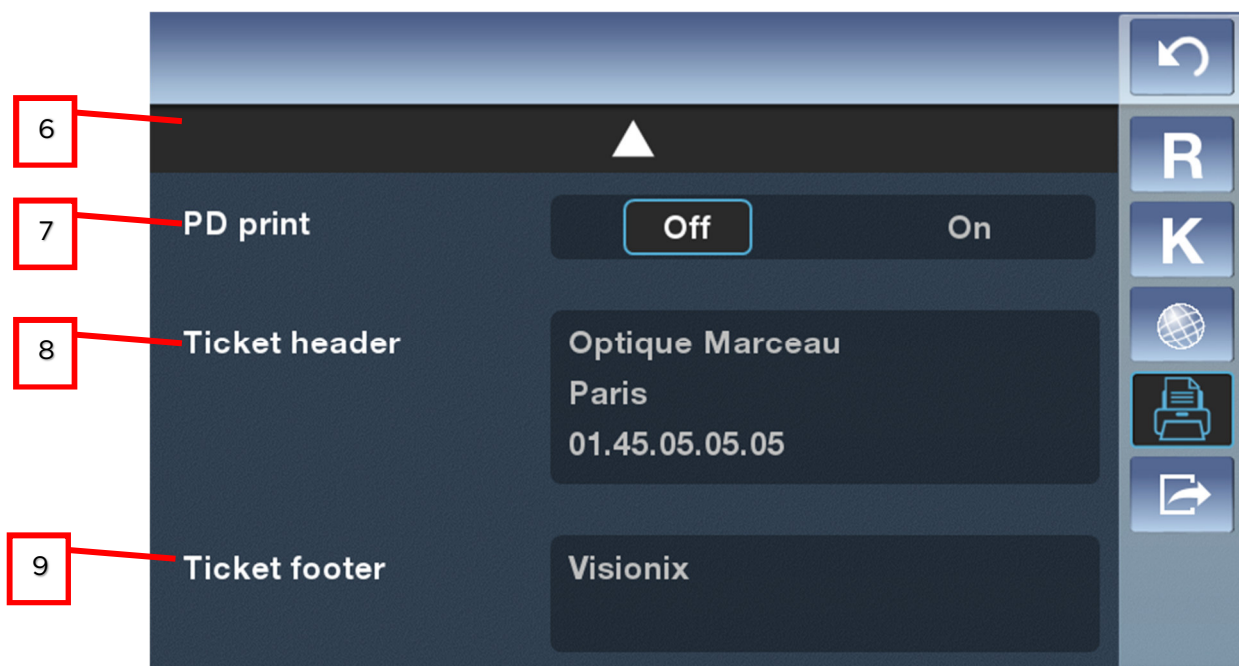 6
R
7
PD print
Off
On
K
8
Ticket header
Optique Marceau
Paris
01.45.05.05.05
9
Ticket footer
Visionix